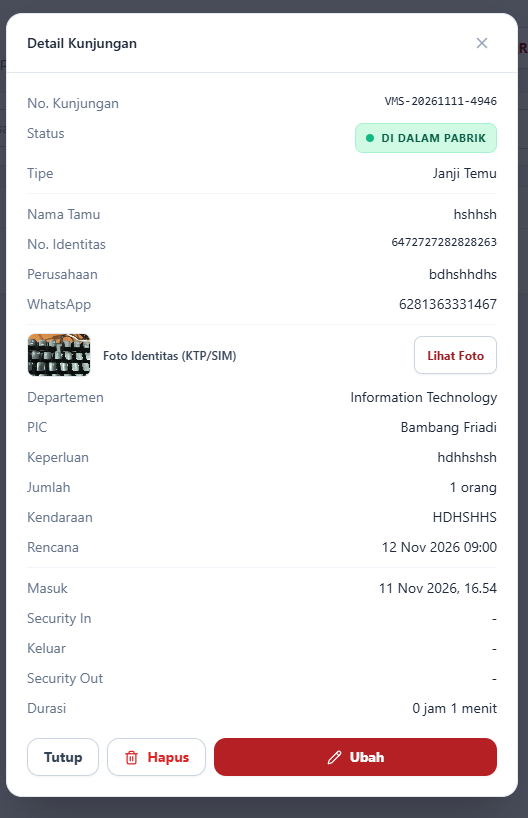 Detail Kunjungan
No. Kunjungan VMS-20261111-4946
Status DI DALAM PABRIK
Tipe Janji Temu
Nama Tamu hshhsh
No. Identitas 6472727282828263
Perusahaan bdhshhdhs
WhatsApp 6281363331467
Foto Identitas (KTP/SIM) Lihat Foto
Departemen Information Technology
PIC Bambang Friadi
Keperluan hdhhshsh
Jumlah 1 orang
Kendaraan HDHSHHS
Rencana 12 Nov 2026 09:00
Masuk 11 Nov 2026, 16.54
Security In -
Keluar -
Security Out -
Durasi 0 jam 1 menit
Tutup Hapus Ubah